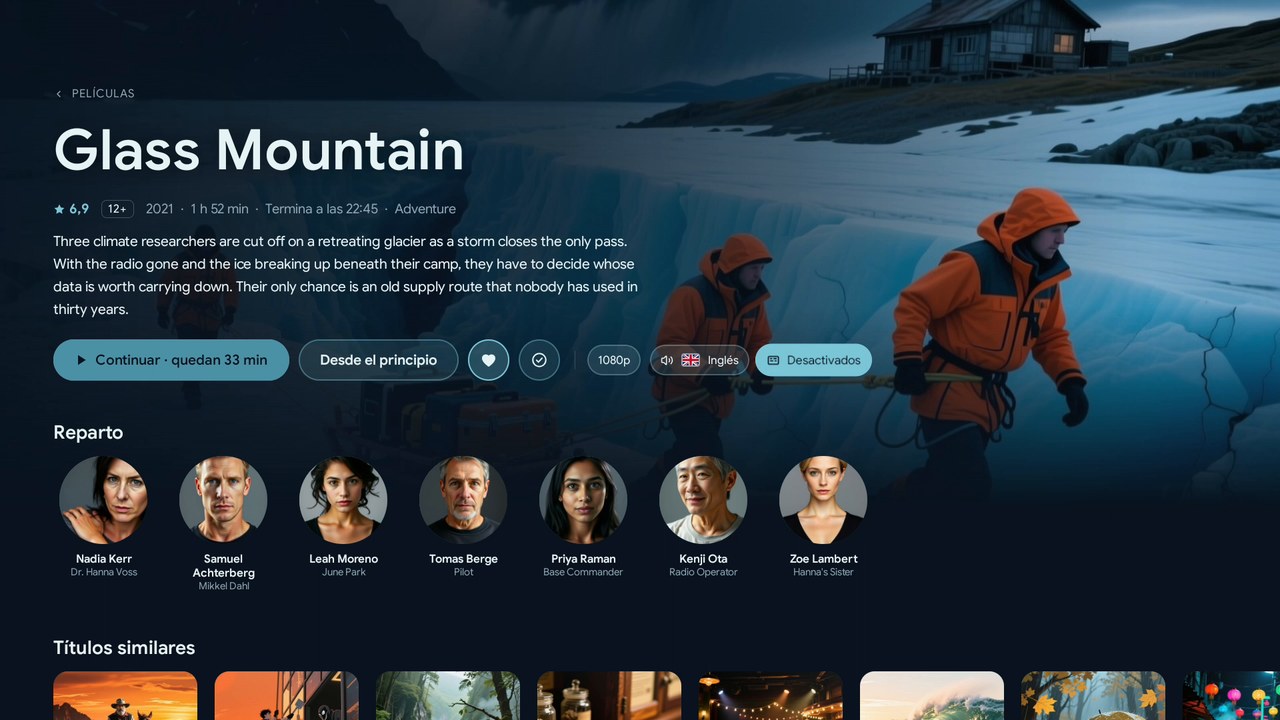 PELÍCULAS
Glass Mountain
6,9 12+ 2021 · 1 h 52 min · Termina a las 22:45 · Adventure
Three climate researchers are cut off on a retreating glacier as a storm closes the only pass.
With the radio gone and the ice breaking up beneath their camp, they have to decide whose
data is worth carrying down. Their only chance is an old supply route that nobody has used in
thirty years.
Continuar · quedan 33 min Desde el principio 1080p Inglés Desactivados
Reparto
Nadia Kerr
Dr. Hanna Voss
Samuel
Achterberg
Mikkel Dahl
Leah Moreno
June Park
Tomas Berge
Pilot
Priya Raman
Base Commander
Kenji Ota
Radio Operator
Zoe Lambert
Hanna's Sister
Títulos similares